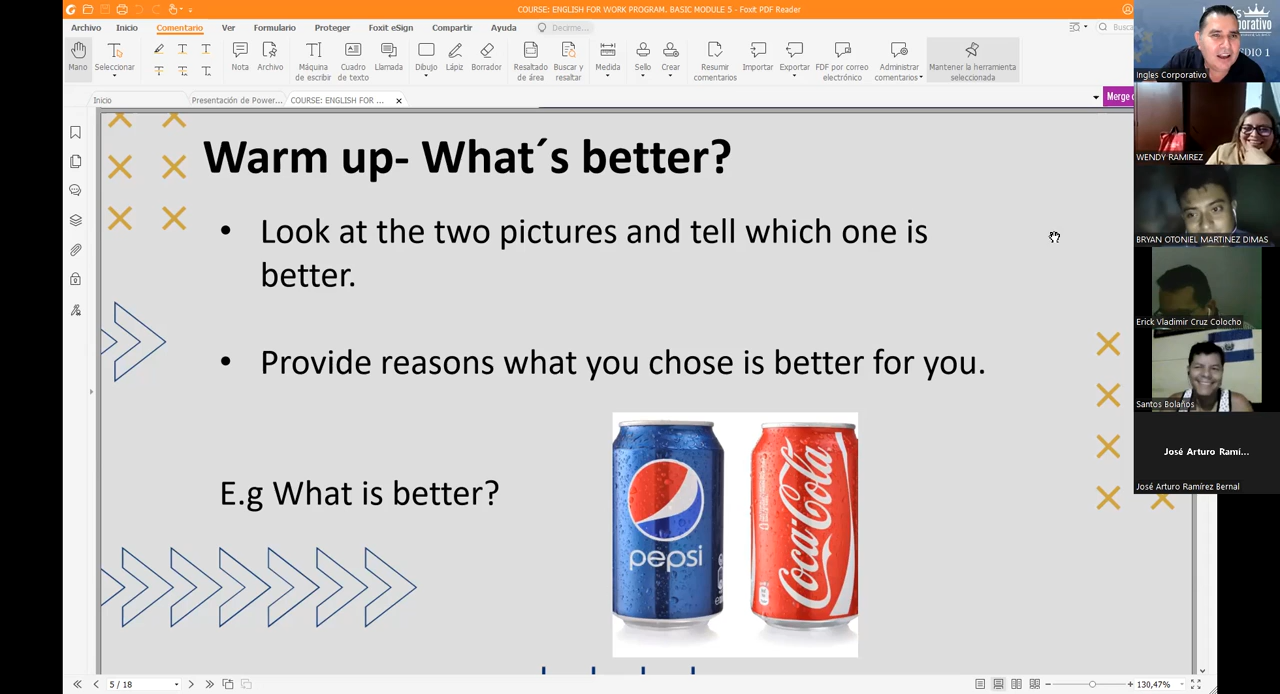 COURSE: ENGLISH FOR WORK PROGRAM. BASIC MODULE 5 - Foxit PDF Reader
Archivo Inicio Comentario Ver Formulario Proteger Foxit eSign Compartir Ayuda Decirme...
Mano
Seleccionar
Nota
Archivo
Máquina de escribir
Cuadro de texto
Llamada
Dibujo
Lápiz
Borrador
Resaltado de área
Buscar y resaltar
Medida
Sello
Crear
Resumir comentarios
Importar
Exportar
PDF por correo electrónico
Administrar comentarios
Mantener la herramienta seleccionada
Inicio
Presentación de Power...
COURSE: ENGLISH FOR ...
Merge
Warm up- What´s better?
• Look at the two pictures and tell which one is
better.
• Provide reasons what you chose is better for you.
E.g What is better?
pepsi
Coca-Cola
5 / 18
130,47%
Ingles Corporativo
WENDY RAMIREZ
BRYAN OTONIEL MARTINEZ DIMAS
Erick Vladimir Cruz Colocho
Santos Bolaños
José Arturo Ramí...
José Arturo Ramírez Bernal